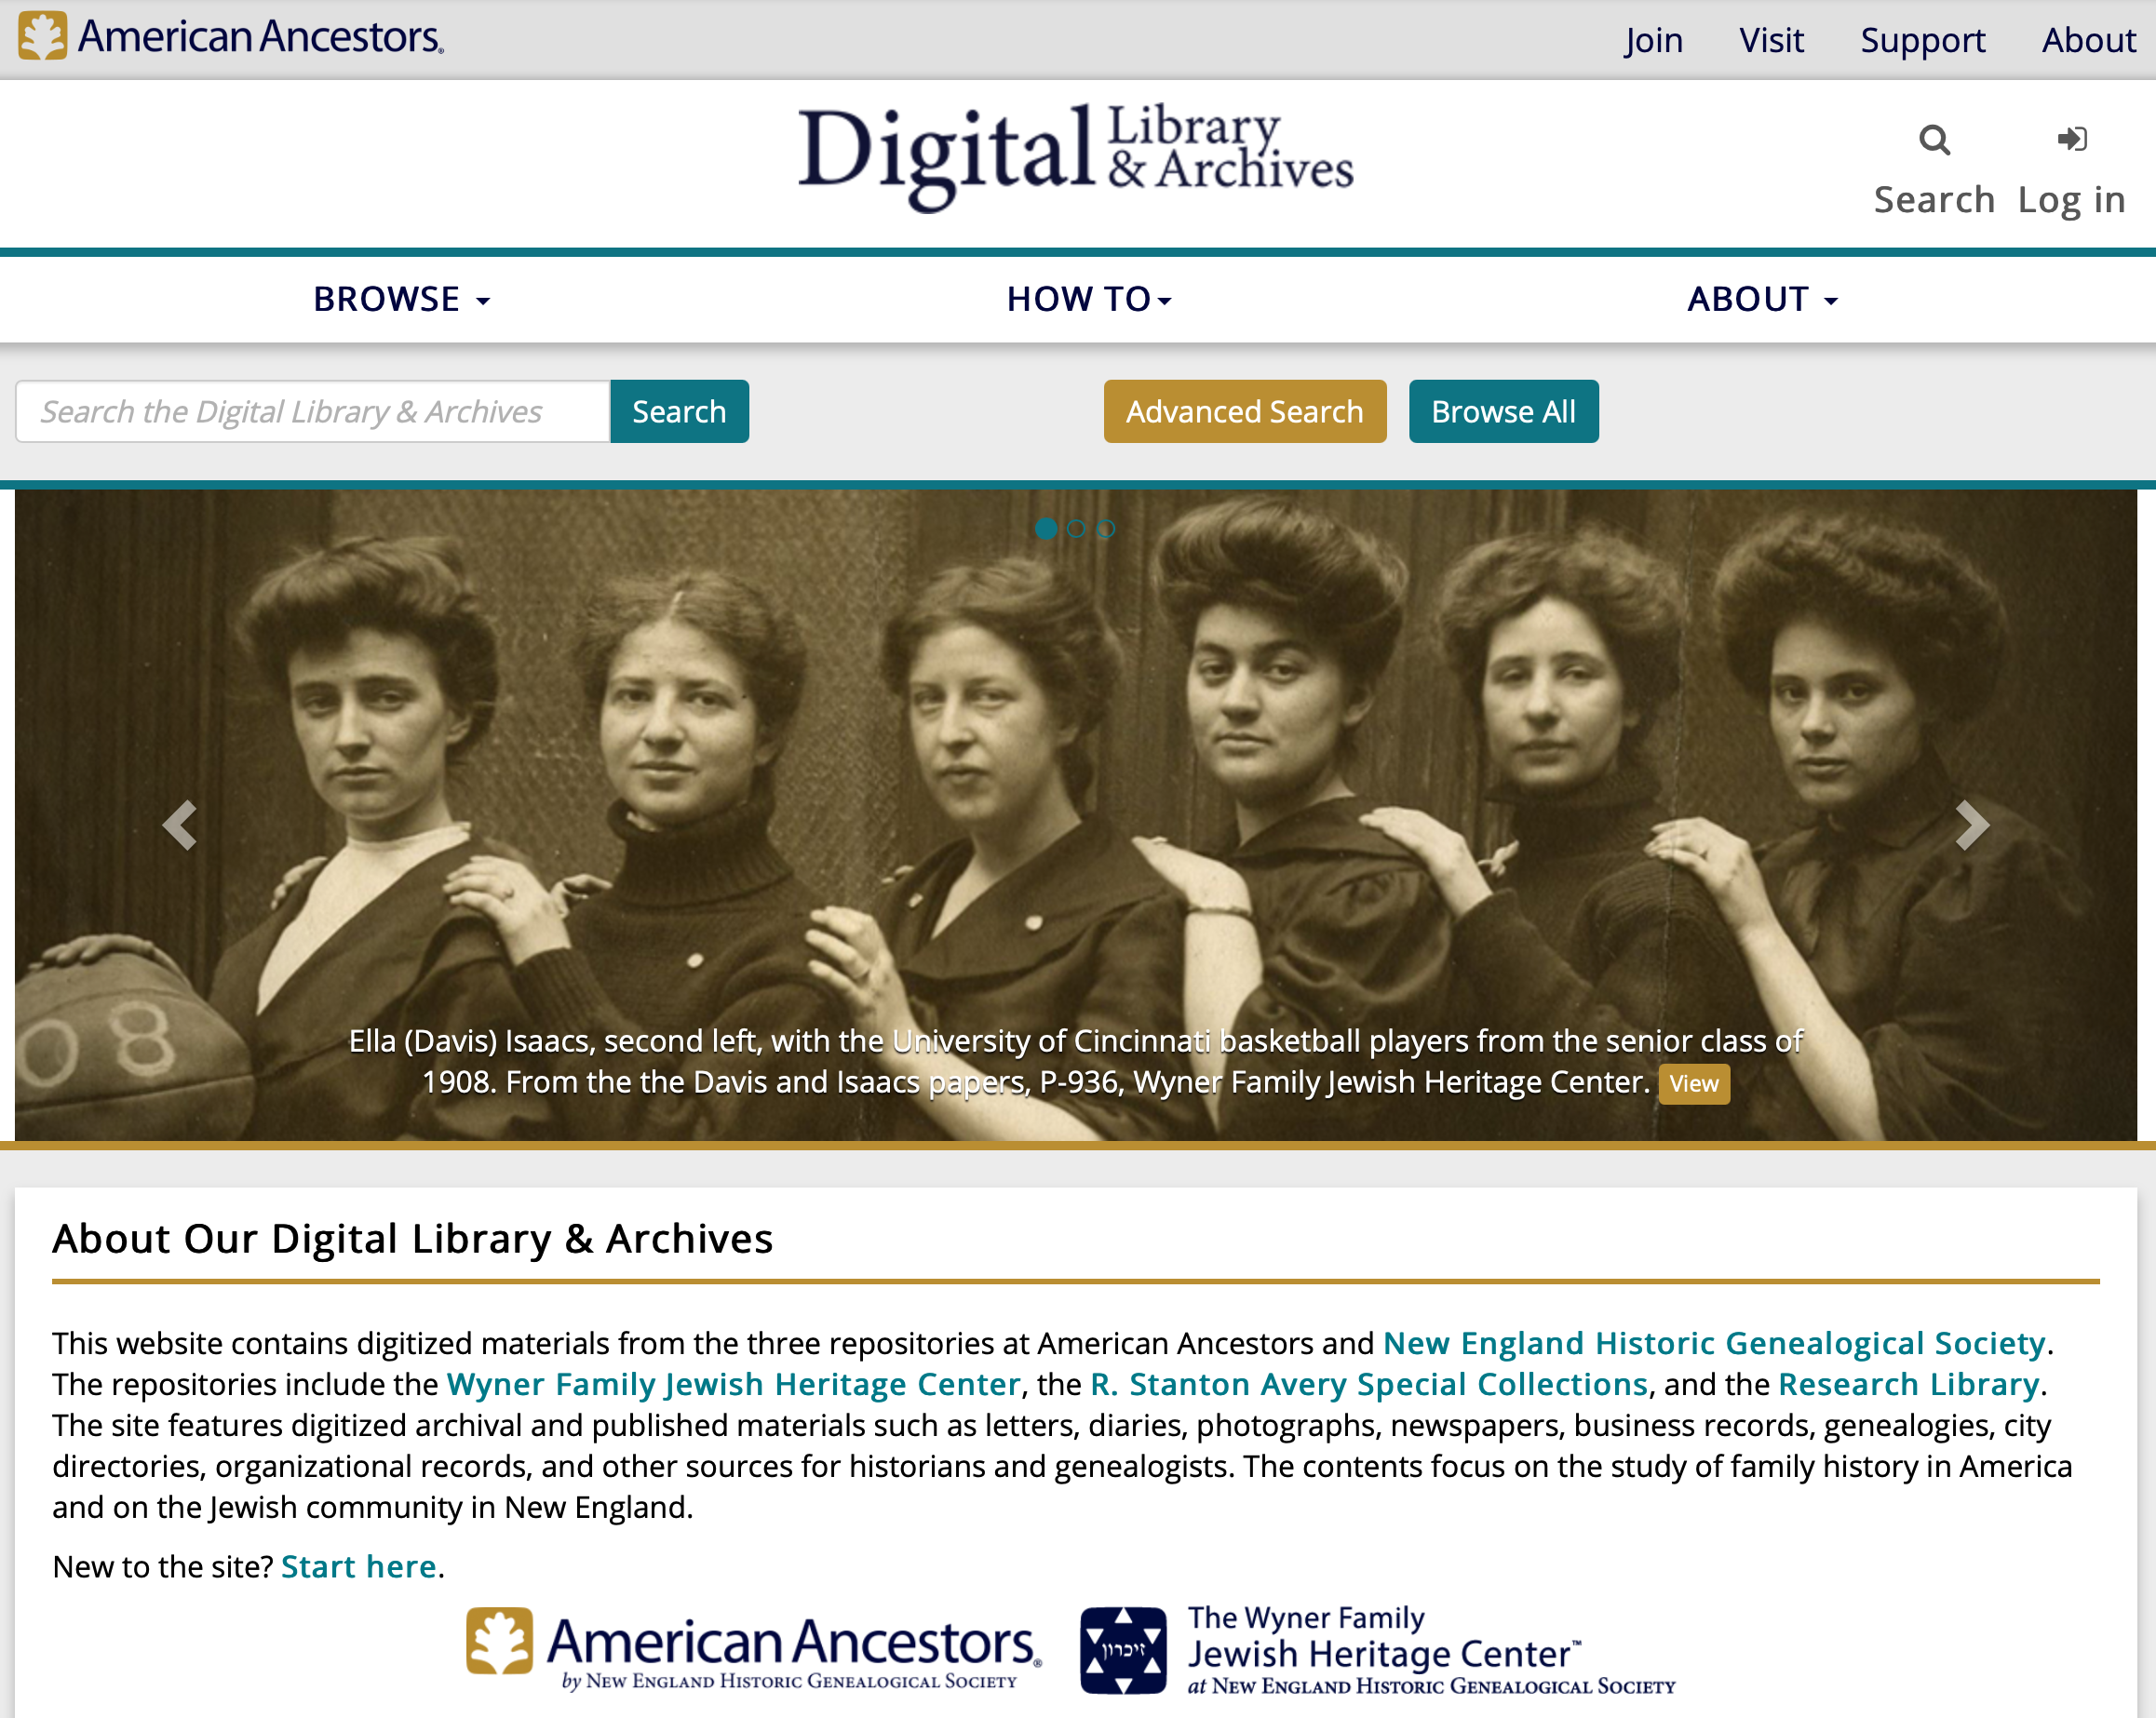 American Ancestors®
Join Visit Support About
Digital Library & Archives
Search Log in
BROWSE HOW TO ABOUT
Search the Digital Library & Archives Search Advanced Search Browse All
08
Ella (Davis) Isaacs, second left, with the University of Cincinnati basketball players from the senior class of
1908. From the the Davis and Isaacs papers, P-936, Wyner Family Jewish Heritage Center. View
About Our Digital Library & Archives
This website contains digitized materials from the three repositories at American Ancestors and New England Historic Genealogical Society.
The repositories include the Wyner Family Jewish Heritage Center, the R. Stanton Avery Special Collections, and the Research Library.
The site features digitized archival and published materials such as letters, diaries, photographs, newspapers, business records, genealogies, city
directories, organizational records, and other sources for historians and genealogists. The contents focus on the study of family history in America
and on the Jewish community in New England.
New to the site? Start here.
American Ancestors®
by NEW ENGLAND HISTORIC GENEALOGICAL SOCIETY
זיכרון
The Wyner Family
Jewish Heritage Center™
at NEW ENGLAND HISTORIC GENEALOGICAL SOCIETY